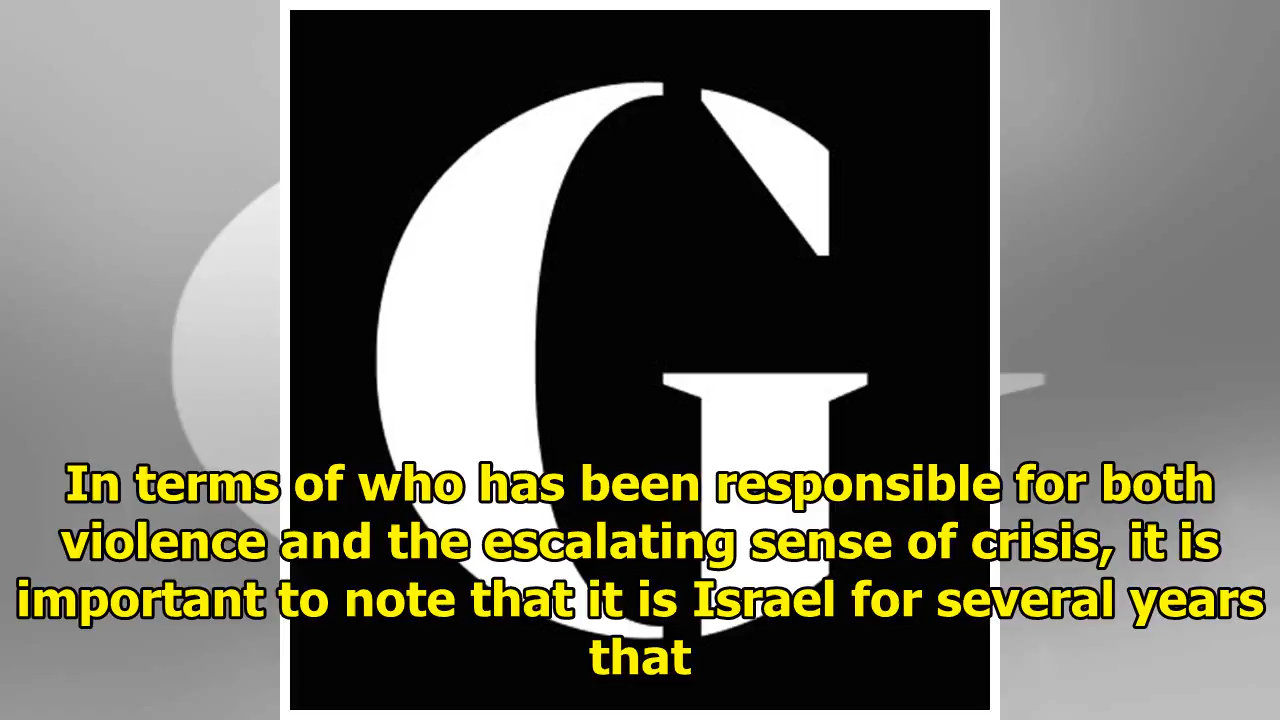 G
In terms of who has been responsible for both
violence and the escalating sense of crisis, it is
important to note that it is Israel for several years
that